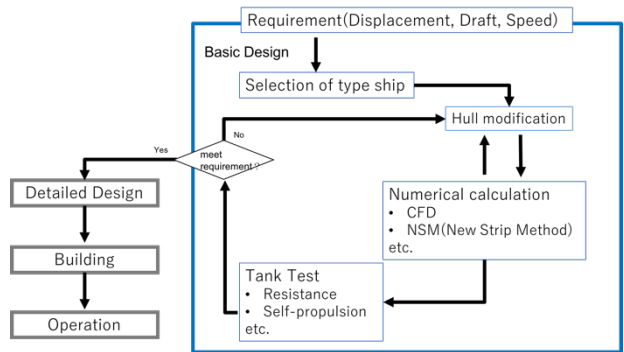 Requirement(Displacement, Draft, Speed)
Basic Design
Selection of type ship
Hull modification
No
Yes
meet
requirement?
Detailed Design
Numerical calculation
• CFD
• NSM(New Strip Method)
etc.
Building
Tank Test
• Resistance
• Self-propulsion
etc.
Operation